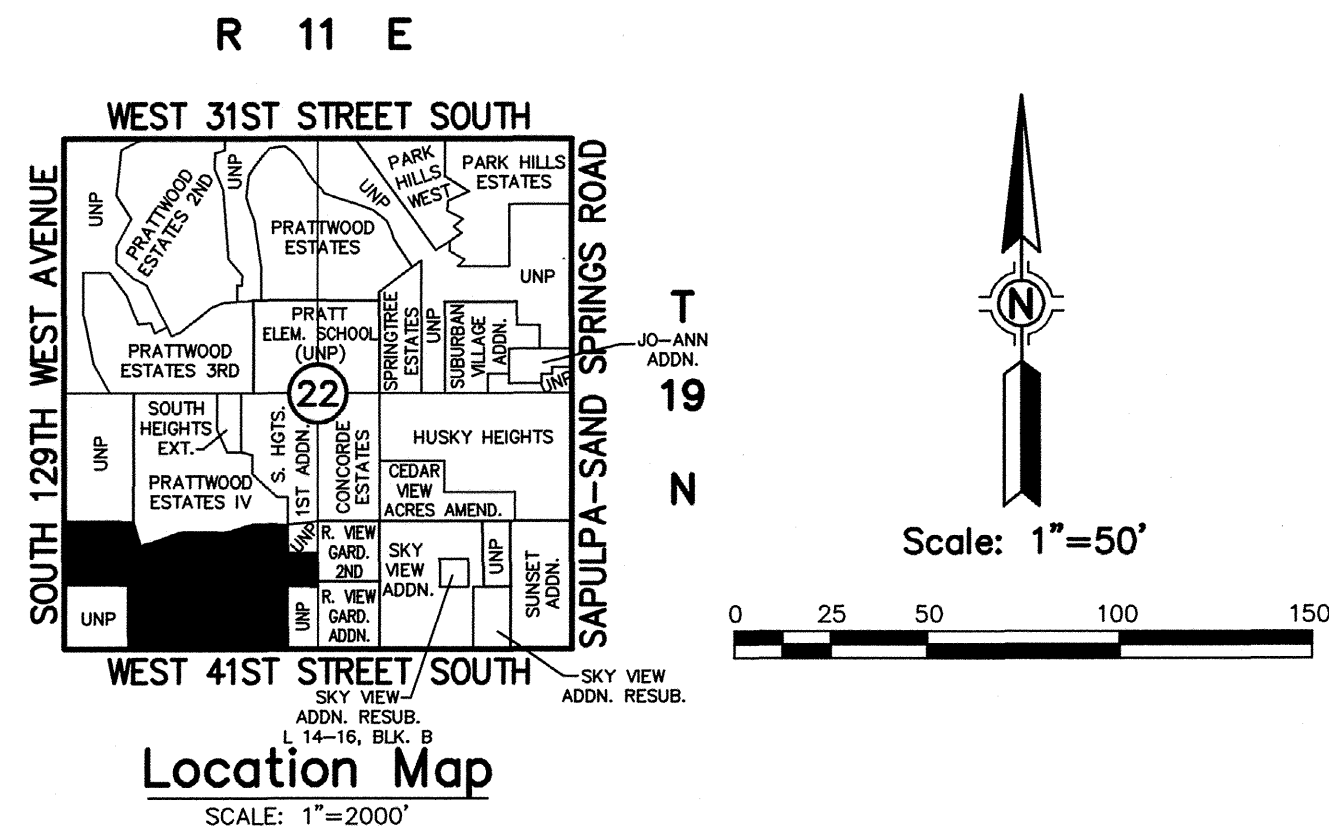 R 11 E
WEST 31ST STREET SOUTH
SOUTH 129TH WEST AVENUE
SAPULPA-SAND SPRINGS ROAD
UNP
PRATTWOOD
ESTATES 2ND
UNP
PRATTWOOD
ESTATES
UNP
PARK
HILLS
WEST
PARK HILLS
ESTATES
UNP
PRATTWOOD
ESTATES 3RD
PRATT
ELEM. SCHOOL
(UNP)
SPRINGTREE
ESTATES
UNP
SUBURBAN
VILLAGE
ADDN.
UNP
JO-ANN
ADDN.
T
19
N
22
UNP
SOUTH
HEIGHTS
EXT.
PRATTWOOD
ESTATES IV
S. HGTS.
1ST ADDN.
CONCORDE
ESTATES
HUSKY HEIGHTS
CEDAR
VIEW
ACRES AMEND.
UNP
R. VIEW
GARD.
2ND
SKY
VIEW
ADDN.
UNP
SUNSET
ADDN.
UNP
UNP
R. VIEW
GARD.
ADDN.
WEST 41ST STREET SOUTH
SKY VIEW
ADDN. RESUB.
L 14-16, BLK. B
SKY VIEW
ADDN. RESUB.
Location Map
SCALE: 1"=2000'
N
Scale: 1"=50'
0 25 50 100 150